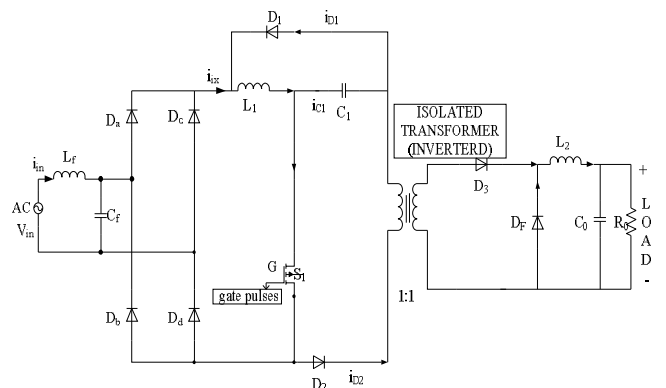 D1
iD1
iix
L1
iC1
C1
Da
Dc
ISOLATED
TRANSFORMER
(INVERTERD)
L2
iin
Lf
D3
+
AC
Vin
Cf
DF
C0
R0
L
O
A
D
-
G
S1
gate pulses
1:1
Db
Dd
D2
iD2